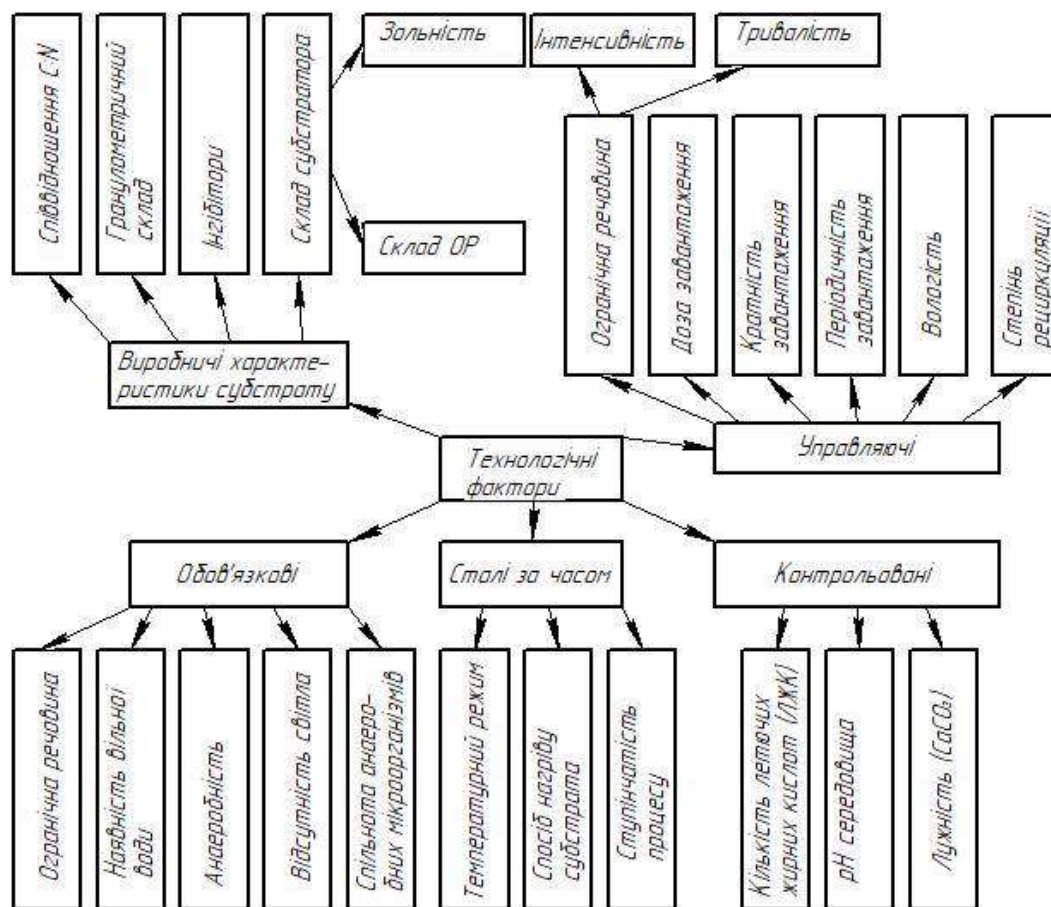 Зольність
Інтенсивність
Тривалість
Співвідношення C:N
Гранулометричний
склад
Інгібітори
Склад субстратора
Склад ОР
Огранічна речовина
Доза завантаження
Кратність
завантаження
Періодичність
завантаження
Вологість
Степінь
рециркуляції
Виробничі характе-
ристики субстрату
Управляючі
Технологічні
фактори
Обов'язкові
Сталі за часом
Контрольовані
Огранічна речовина
Наявність вільної
води
Анаеробність
Відсутність світла
Спільнота анаеро-
бних мікроорганізмів
Температурний режим
Спосіб нагріву
субстрата
Ступінчатість
процесу
Кількість летючих
жирних кислот (ЛЖК)
рН середовища
Лужність (CaCO₃)